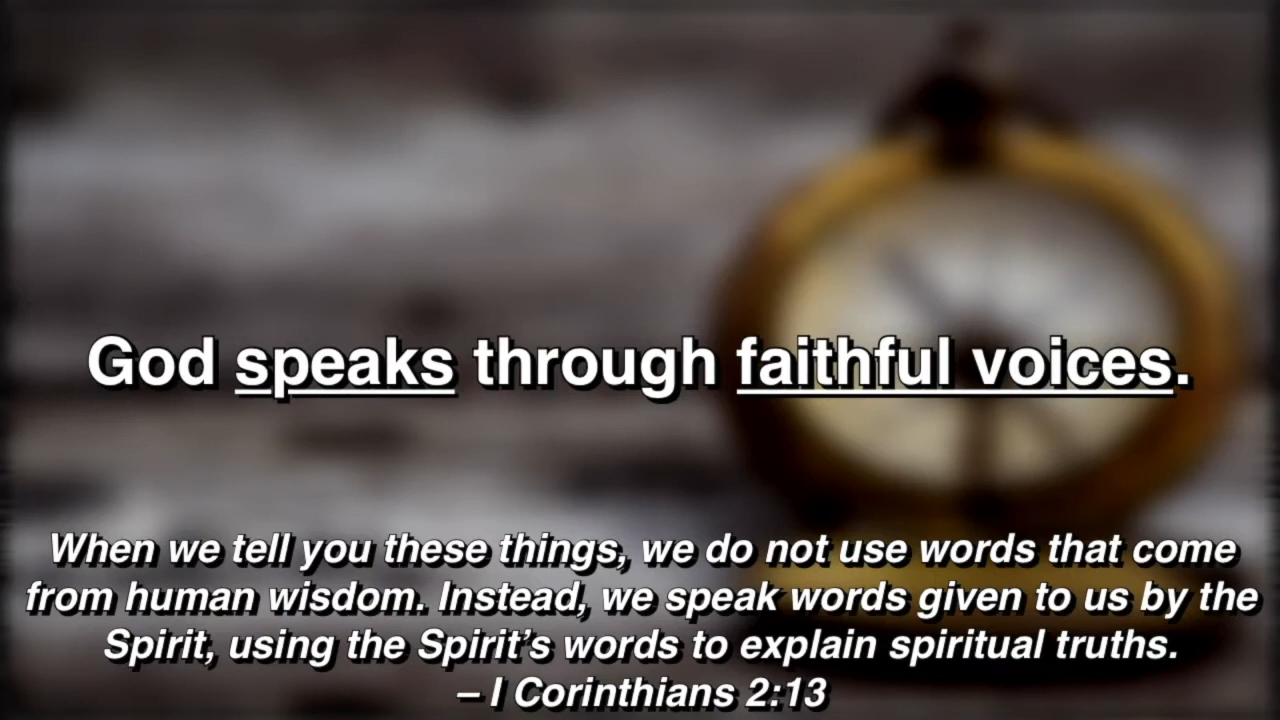 God speaks through faithful voices.
When we tell you these things, we do not use words that come
from human wisdom. Instead, we speak words given to us by the
Spirit, using the Spirit’s words to explain spiritual truths.
– I Corinthians 2:13